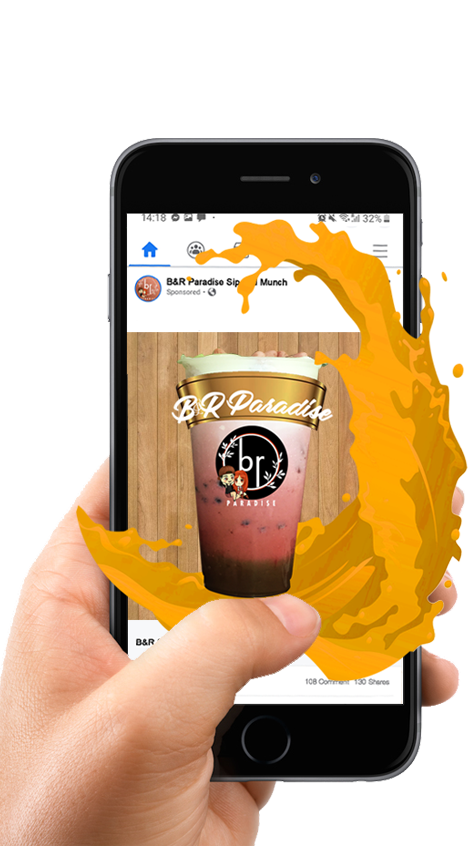 14:18
32%
B&R Paradise Sip Munch
Sponsored
B&R Paradise
br
PARADISE
B&R
108 Comment 130 Shares